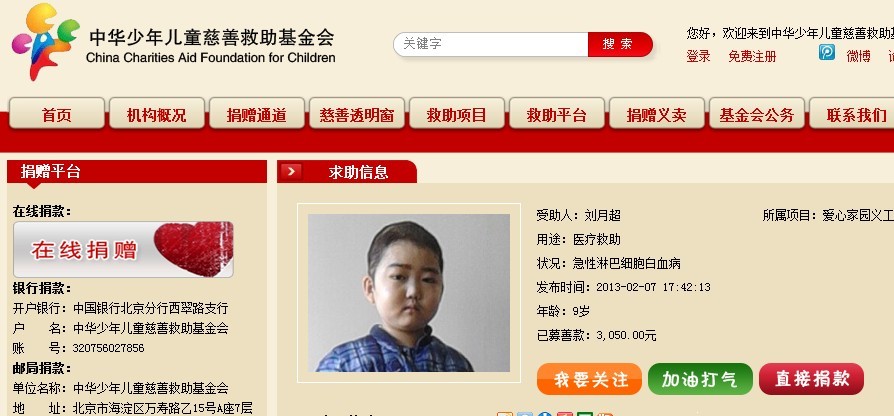 中华少年儿童慈善救助基金会
China Charities Aid Foundation for Children
关键字
搜 索
您好，欢迎来到中华少年儿童慈善救助基
登录 免费注册 微博
首页 机构概况 捐赠通道 慈善透明窗 救助项目 救助平台 捐赠义卖 基金会公务 联系我们
捐赠平台
在线捐款：
在线捐赠
银行捐款：
开户银行：中国银行北京分行西翠路支行
户 名：中华少年儿童慈善救助基金会
账 号：320756027856
邮局捐款：
单位名称：中华少年儿童慈善救助基金会
地 址：北京市海淀区万寿路乙15号A座7层
求助信息
受助人：刘月超 所属项目：爱心家园义工
用途：医疗救助
状况：急性淋巴细胞白血病
发布时间：2013-02-07 17:42:13
年龄：9岁
已募善款：3,050.00元
我要关注 加油打气 直接捐款